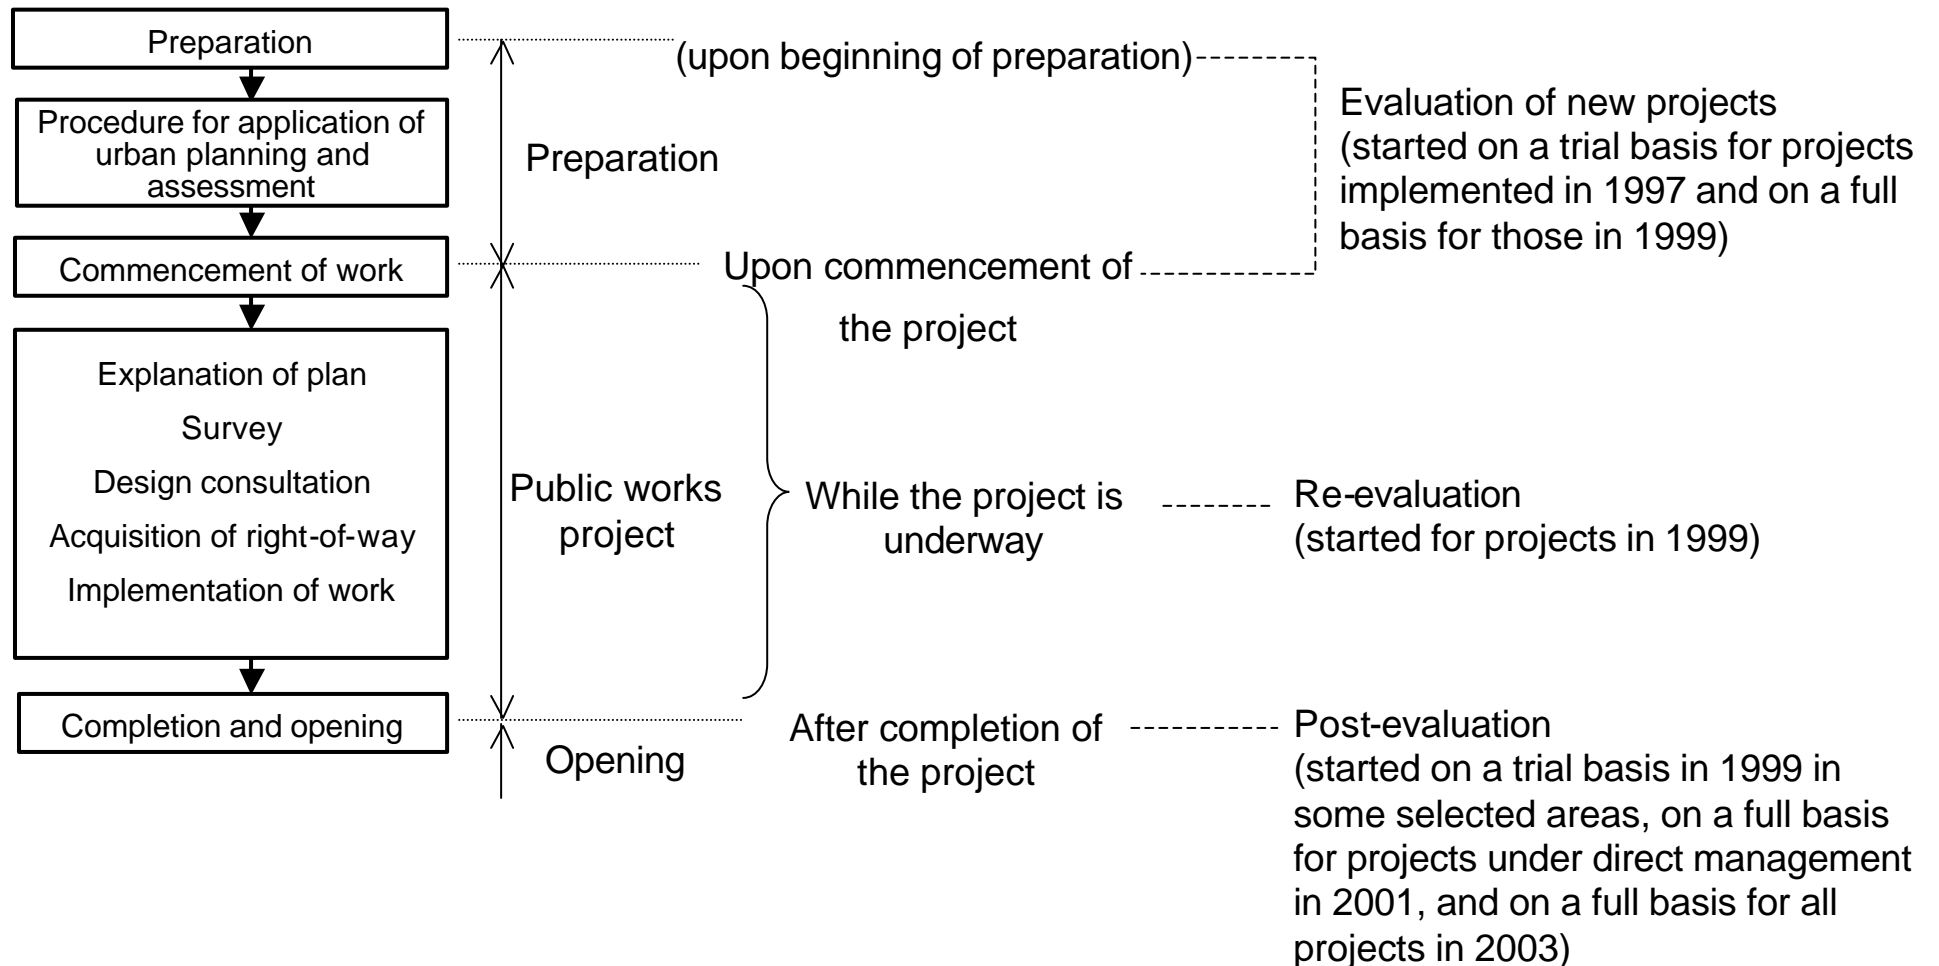 Preparation
Procedure for application of
urban planning and
assessment
Commencement of work
Explanation of plan
Survey
Design consultation
Acquisition of right-of-way
Implementation of work
Completion and opening
Preparation
Public works
project
Opening
(upon beginning of preparation)
Upon commencement of
the project
While the project is
underway
After completion of
the project
Evaluation of new projects
(started on a trial basis for projects
implemented in 1997 and on a full
basis for those in 1999)
Re-evaluation
(started for projects in 1999)
Post-evaluation
(started on a trial basis in 1999 in
some selected areas, on a full basis
for projects under direct management
in 2001, and on a full basis for all
projects in 2003)